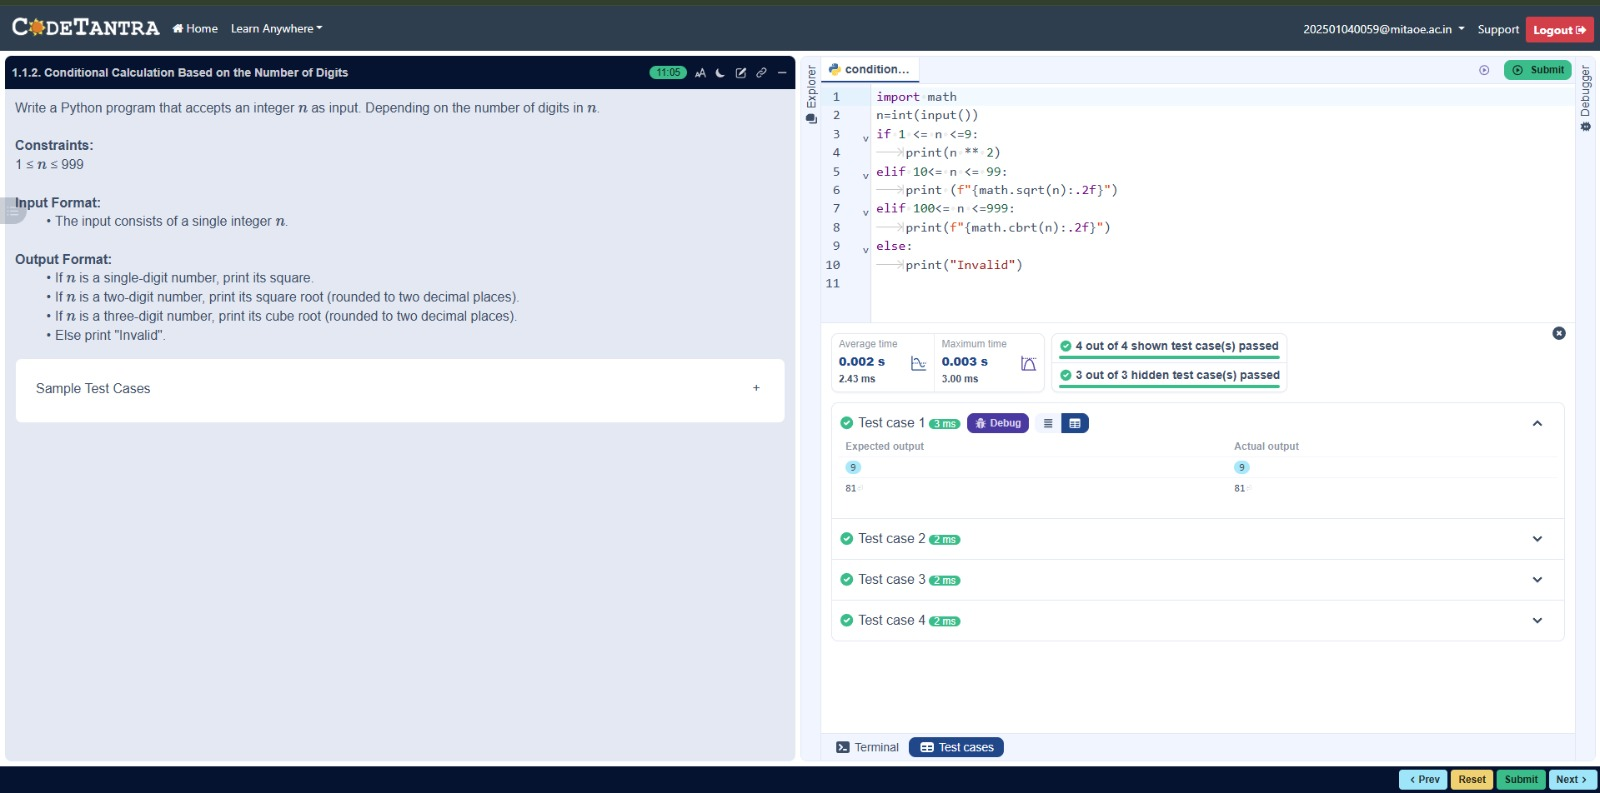 CODETANTRA Home Learn Anywhere 202501040059@mitaoe.ac.in Support Logout
1.1.2. Conditional Calculation Based on the Number of Digits 11:05 AA
Write a Python program that accepts an integer n as input. Depending on the number of digits in n.
Constraints:
1 ≤ n ≤ 999
Input Format:
• The input consists of a single integer n.
Output Format:
• If n is a single-digit number, print its square.
• If n is a two-digit number, print its square root (rounded to two decimal places).
• If n is a three-digit number, print its cube root (rounded to two decimal places).
• Else print "Invalid".
Sample Test Cases +
Explorer
condition...
Submit
Debugger
1 import math
2 n=int(input())
3 if 1 <= n <=9:
4 print(n ** 2)
5 elif 10<= n <= 99:
6 print (f"{math.sqrt(n):.2f}")
7 elif 100<= n <=999:
8 print(f"{math.cbrt(n):.2f}")
9 else:
10 print("Invalid")
11
Average time
0.002 s
2.43 ms
Maximum time
0.003 s
3.00 ms
4 out of 4 shown test case(s) passed
3 out of 3 hidden test case(s) passed
Test case 1 3 ms Debug
Expected output Actual output
9 9
81 81
Test case 2 2 ms
Test case 3 2 ms
Test case 4 2 ms
Terminal Test cases
< Prev Reset Submit Next >